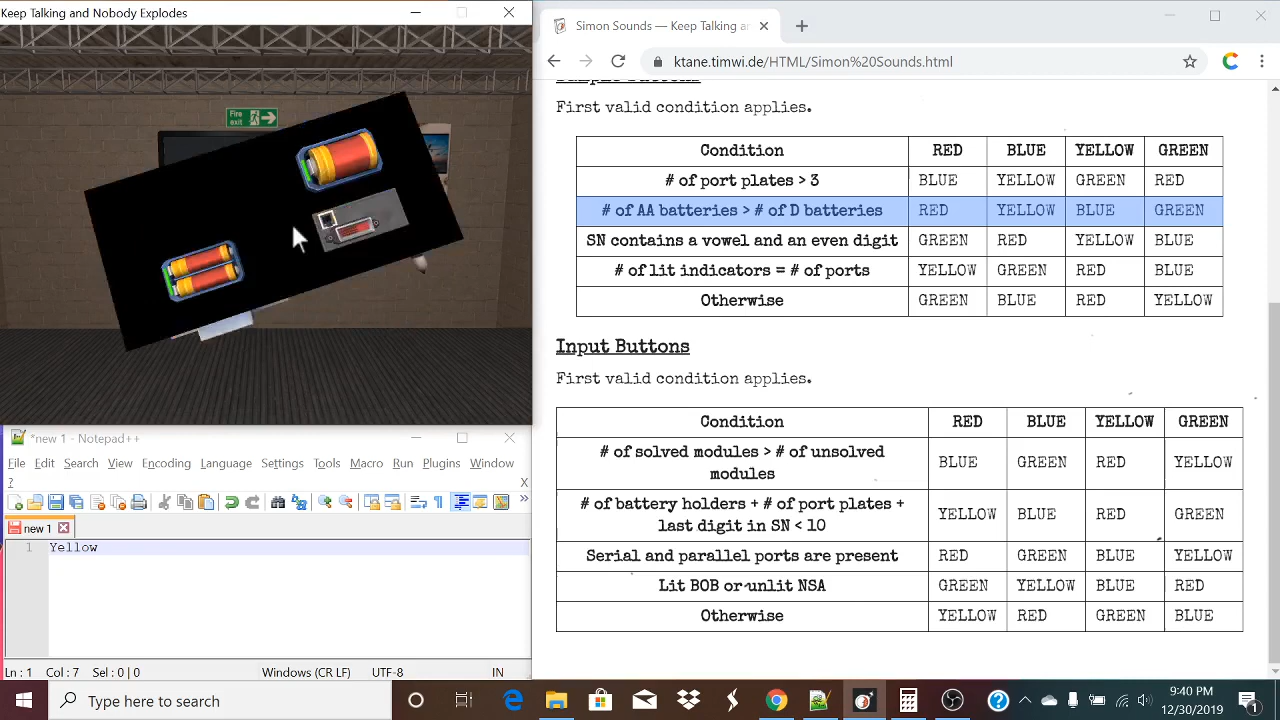 Keep Talking and Nobody Explodes
Fire
exit
Simon Sounds — Keep Talking an
ktane.timwi.de/HTML/Simon%20Sounds.html
First valid condition applies.
Condition RED BLUE YELLOW GREEN
# of port plates > 3 BLUE YELLOW GREEN RED
# of AA batteries > # of D batteries RED YELLOW BLUE GREEN
SN contains a vowel and an even digit GREEN RED YELLOW BLUE
# of lit indicators = # of ports YELLOW GREEN RED BLUE
Otherwise GREEN BLUE RED YELLOW
Input Buttons
First valid condition applies.
Condition RED BLUE YELLOW GREEN
# of solved modules > # of unsolved
modules BLUE GREEN RED YELLOW
# of battery holders + # of port plates +
last digit in SN < 10 YELLOW BLUE RED GREEN
Serial and parallel ports are present RED GREEN BLUE YELLOW
Lit BOB or unlit NSA GREEN YELLOW BLUE RED
Otherwise YELLOW RED GREEN BLUE
*new 1 - Notepad++
File Edit Search View Encoding Language Settings Tools Macro Run Plugins Window
? X
new 1
1 Yellow
Ln : 1 Col : 7 Sel : 0 | 0 Windows (CR LF) UTF-8 IN
Type here to search
9:40 PM
12/30/2019
1